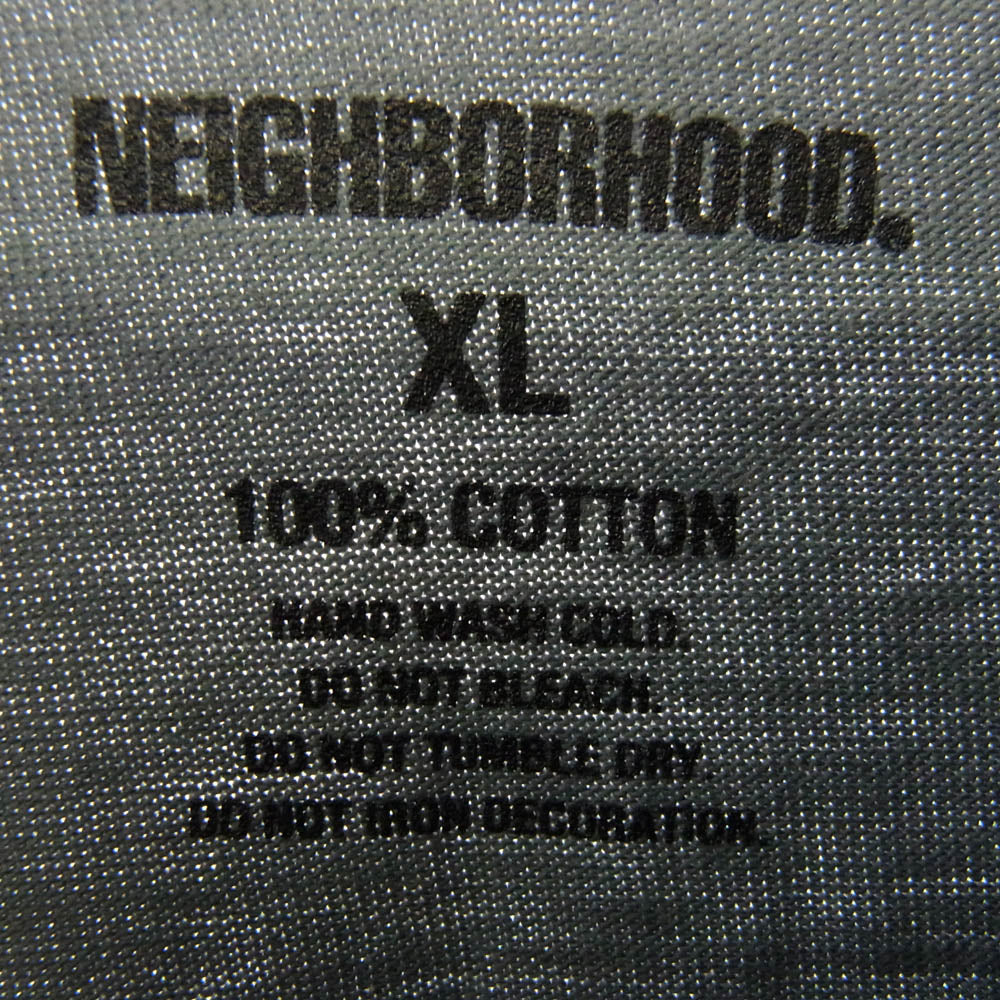 NEIGHBORHOOD.
XL
100% COTTON
HAND WASH COLD.
DO NOT BLEACH.
DO NOT TUMBLE DRY.
DO NOT IRON DECORATION.